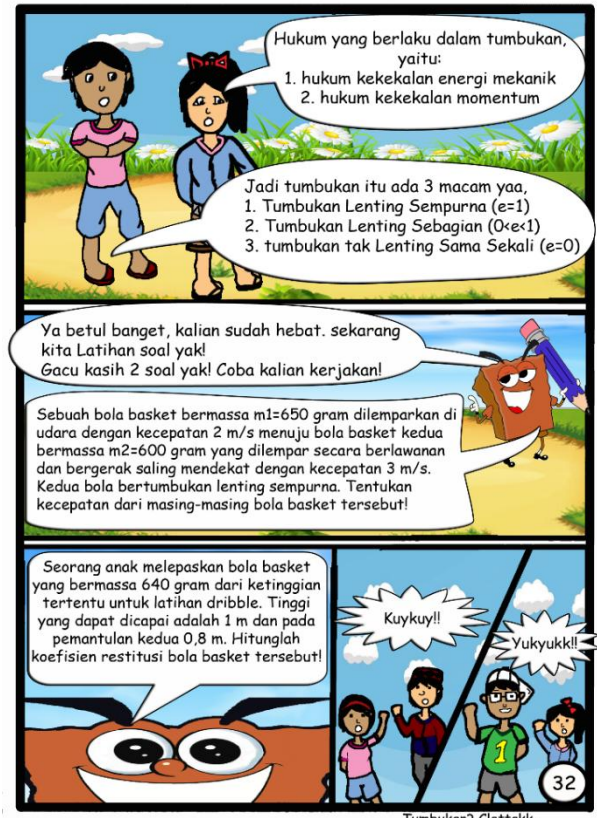 Hukum yang berlaku dalam tumbukan,
yaitu:
1. hukum kekekalan energi mekanik
2. hukum kekekalan momentum
Jadi tumbukan itu ada 3 macam yaa,
1. Tumbukan Lenting Sempurna (e=1)
2. Tumbukan Lenting Sebagian (0<e<1)
3. tumbukan tak Lenting Sama Sekali (e=0)
Ya betul banget, kalian sudah hebat. sekarang
kita Latihan soal yak!
Gacu kasih 2 soal yak! Coba kalian kerjakan!
Sebuah bola basket bermassa m1=650 gram dilemparkan di
udara dengan kecepatan 2 m/s menuju bola basket kedua
bermassa m2=600 gram yang dilempar secara berlawanan
dan bergerak saling mendekat dengan kecepatan 3 m/s.
Kedua bola bertumbukan lenting sempurna. Tentukan
kecepatan dari masing-masing bola basket tersebut!
Seorang anak melepaskan bola basket
yang bermassa 640 gram dari ketinggian
tertentu untuk latihan dribble. Tinggi
yang dapat dicapai adalah 1 m dan pada
pemantulan kedua 0,8 m. Hitunglah
koefisien restitusi bola basket tersebut!
Kuykuy!!
Yukyukk!!
1
32